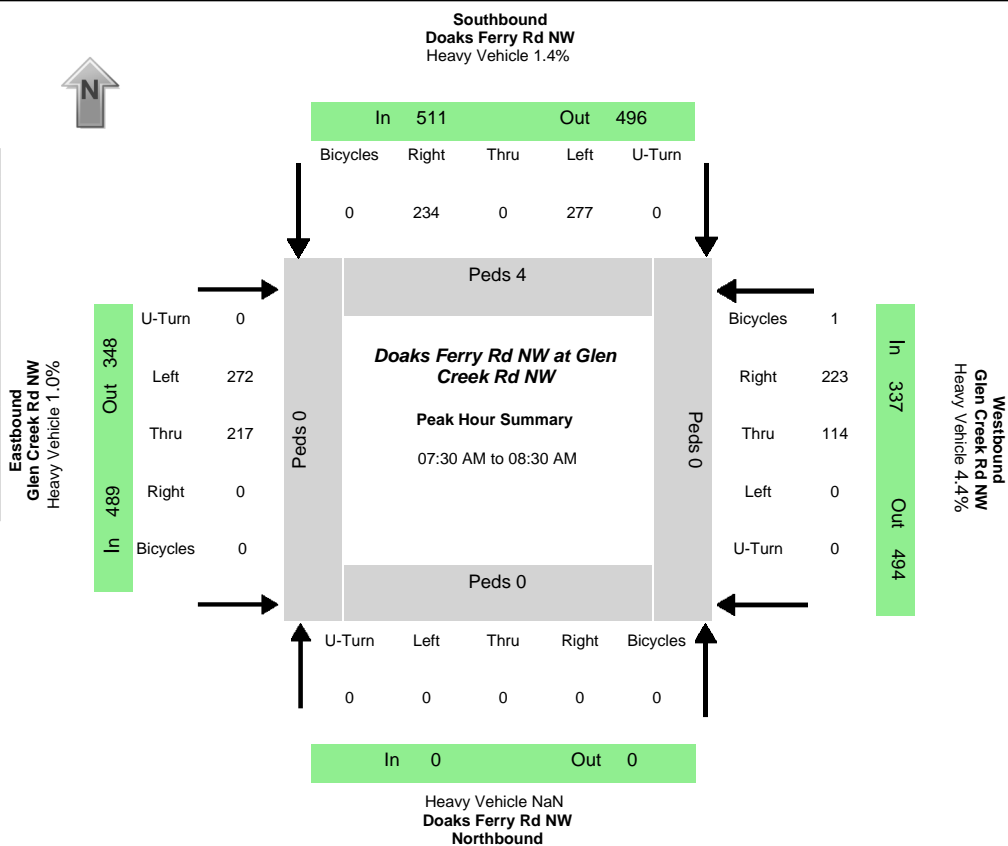 Southbound
Doaks Ferry Rd NW
Heavy Vehicle 1.4%
N
In 511 Out 496
Bicycles Right Thru Left U-Turn
0 234 0 277 0
Peds 4
U-Turn 0
Left 272
Thru 217
Right 0
Bicycles 0
Out 348
In 489
Eastbound
Glen Creek Rd NW
Heavy Vehicle 1.0%
Peds 0
Doaks Ferry Rd NW at Glen
Creek Rd NW
Peak Hour Summary
07:30 AM to 08:30 AM
Peds 0
Bicycles 1
Right 223
Thru 114
Left 0
U-Turn 0
In 337
Out 494
Westbound
Glen Creek Rd NW
Heavy Vehicle 4.4%
Peds 0
U-Turn Left Thru Right Bicycles
0 0 0 0 0
In 0 Out 0
Heavy Vehicle NaN
Doaks Ferry Rd NW
Northbound